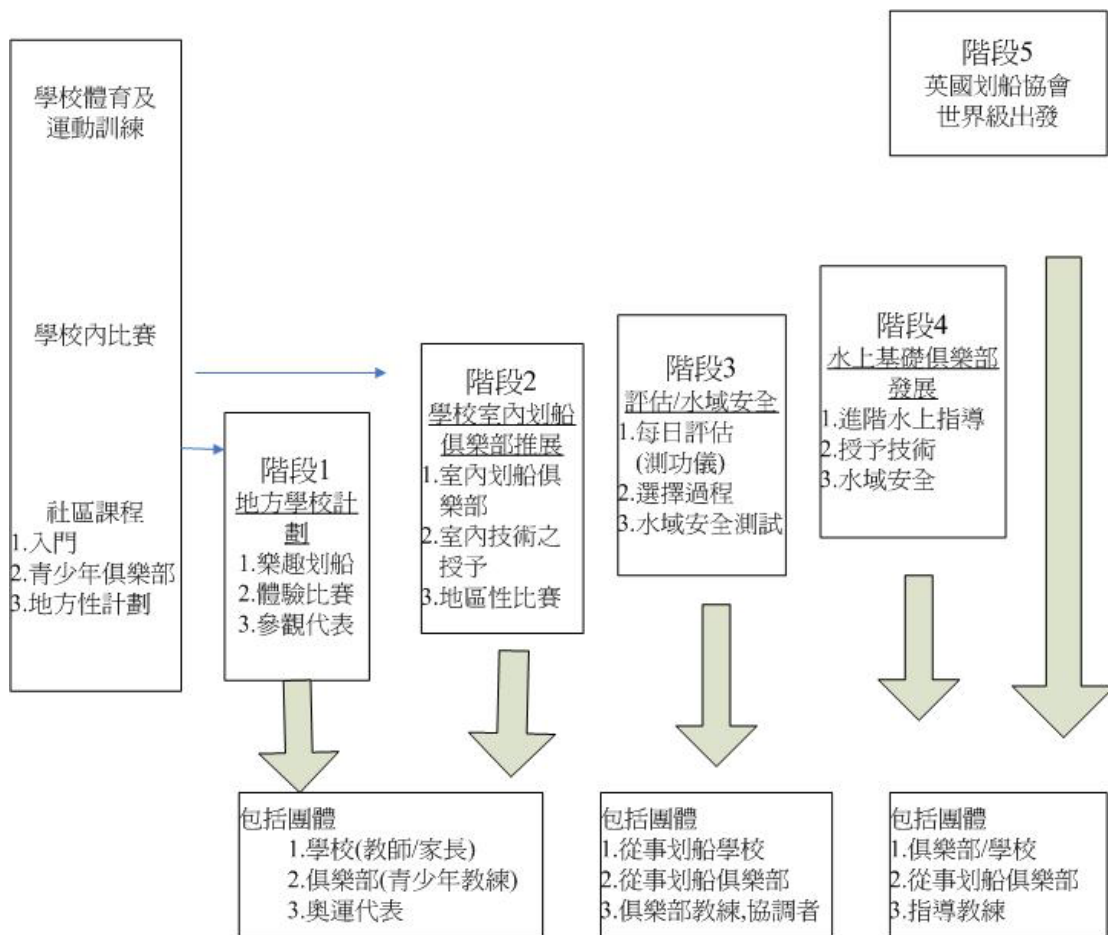 學校體育及
運動訓練
學校內比賽
社區課程
1.入門
2.青少年俱樂部
3.地方性計劃
階段1
地方學校計
劃
1.樂趣划船
2.體驗比賽
3.參觀代表
階段2
學校室內划船
俱樂部推展
1.室內划船俱
樂部
2.室內技術之
授予
3.地區性比賽
階段3
評估/水域安全
1.每日評估
(測功儀)
2.選擇過程
3.水域安全測試
階段4
水上基礎俱樂部
發展
1.進階水上指導
2.授予技術
3.水域安全
階段5
英國划船協會
世界級出發
包括團體
1.學校(教師/家長)
2.俱樂部(青少年教練)
3.奧運代表
包括團體
1.從事划船學校
2.從事划船俱樂部
3.俱樂部教練,協調者
包括團體
1.俱樂部/學校
2.從事划船俱樂部
3.指導教練